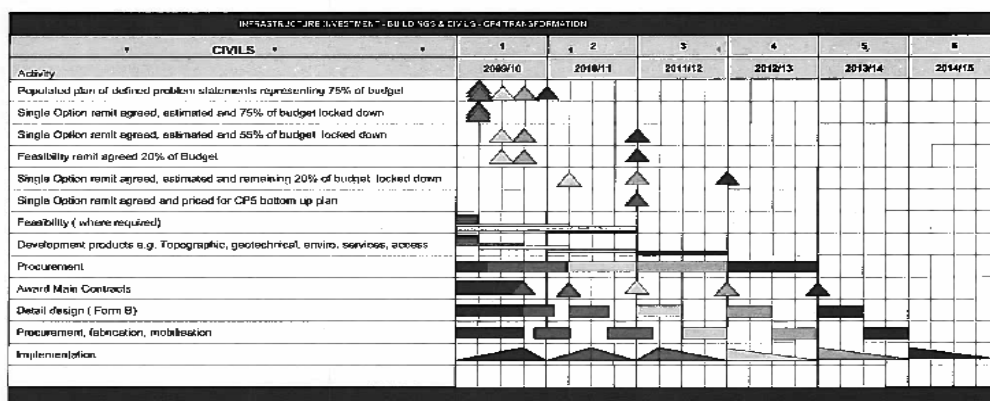 INFRASTRUCTURE INVESTMENT - BUILDINGS & CIVILS - CP4 TRANSFORMATION
CIVILS 1 2 3 4 5 6
Activity 2009/10 2010/11 2011/12 2012/13 2013/14 2014/15
Populated plan of defined problem statements representing 75% of budget
Single Option remit agreed, estimated and 75% of budget locked down
Single Option remit agreed, estimated and 55% of budget locked down
Feasibility remit agreed 20% of Budget
Single Option remit agreed, estimated and remaining 20% of budget locked down
Single Option remit agreed and priced for CP5 bottom up plan
Feasibility ( where required)
Development products e.g. Topographic, geotechnical, enviro, services, access
Procurement
Award Main Contracts
Detail design ( Form B)
Procurement, fabrication, mobilisation
Implementation